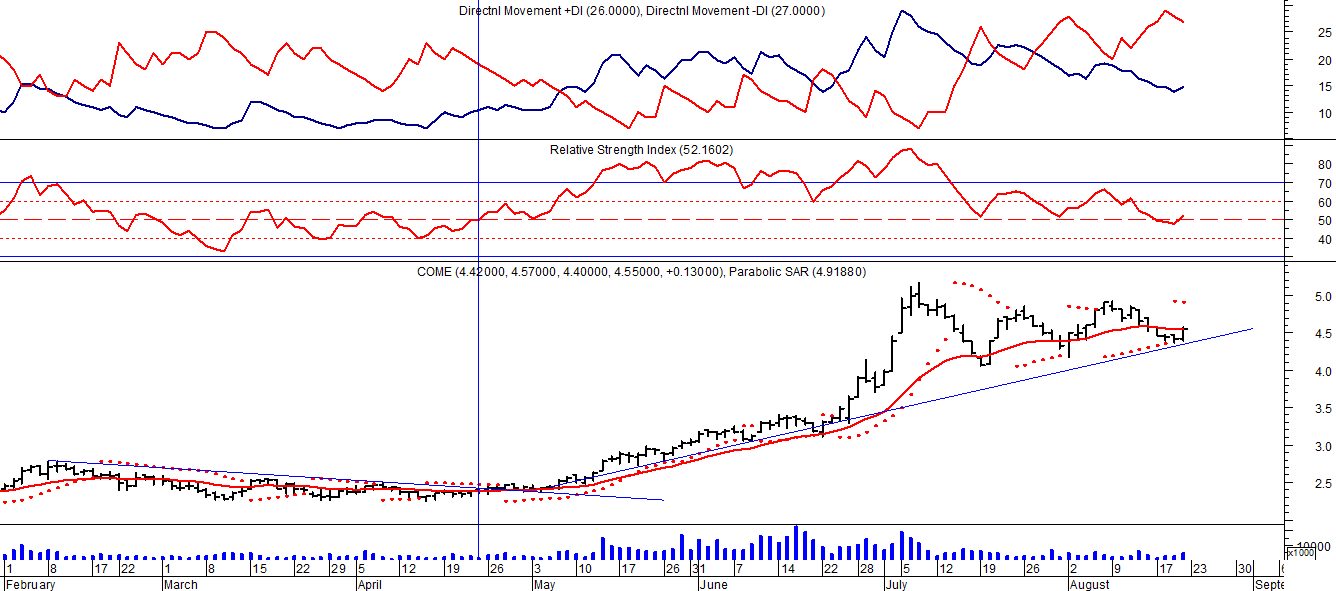 Directnl Movement +DI (26.0000), Directnl Movement -DI (27.0000)
25
20
15
10
Relative Strength Index (52.1602)
80
70
60
50
40
COME (4.42000, 4.57000, 4.40000, 4.55000, +0.13000), Parabolic SAR (4.91880)
5.0
4.5
4.0
3.5
3.0
2.5
10000
x1000
1 8 17 22 1 8 15 22 29 5 12 19 26 3 10 17 26 31 7 14 22 28 5 12 19 26 2 9 17 23 30 6
February March April May June July August Septe